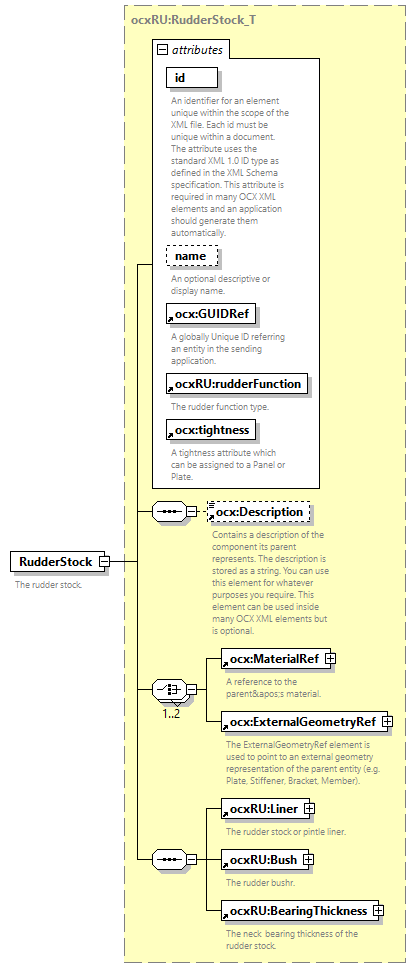 ocxRU:RudderStock_T
attributes
id
An identifier for an element
unique within the scope of the
XML file. Each id must be
unique within a document.
The attribute uses the
standard XML 1.0 ID type as
defined in the XML Schema
specification. This attribute is
required in many OCX XML
elements and an application
should generate them
automatically.
name
An optional descriptive or
display name.
ocx:GUIDRef
A globally Unique ID referring
an entity in the sending
application.
ocxRU:rudderFunction
The rudder function type.
ocx:tightness
A tightness attribute which
can be assigned to a Panel or
Plate.
ocx:Description
Contains a description of the
component its parent
represents. The description is
stored as a string. You can use
this element for whatever
purposes you require. This
element can be used inside
many OCX XML elements but
is optional.
RudderStock
The rudder stock.
ocx:MaterialRef
A reference to the
parent&apos;s material.
1..2
ocx:ExternalGeometryRef
The ExternalGeometryRef element is
used to point to an external geometry
representation of the parent entity (e.g.
Plate, Stiffener, Bracket, Member).
ocxRU:Liner
The rudder stock or pintle liner.
ocxRU:Bush
The rudder bushr.
ocxRU:BearingThickness
The neck  bearing thickness of the
rudder stock.